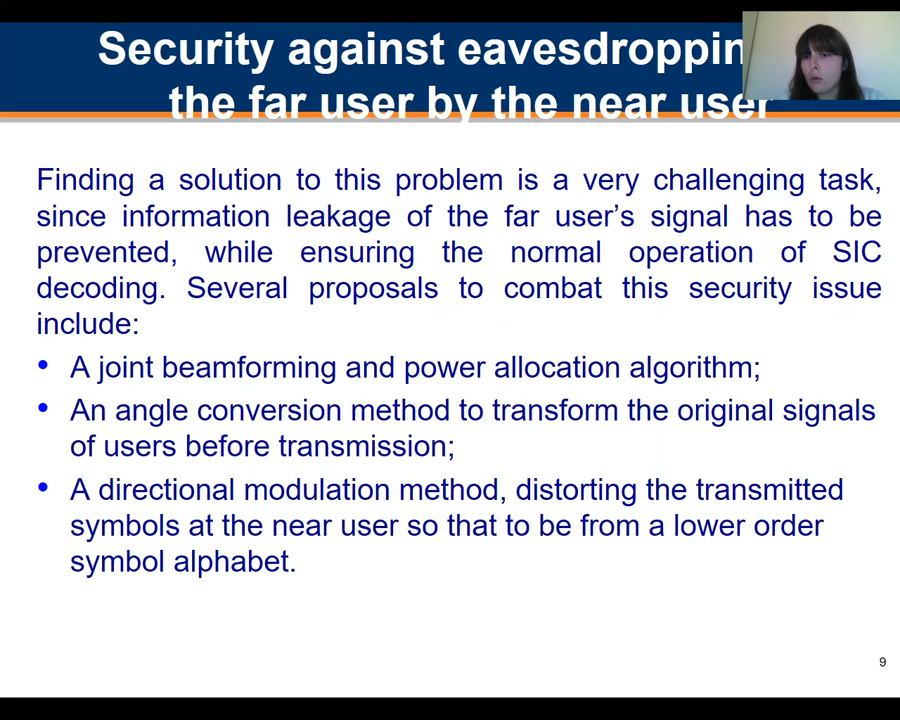 Security against eavesdroppin
the far user by the near user
Finding a solution to this problem is a very challenging task,
since information leakage of the far user’s signal has to be
prevented, while ensuring the normal operation of SIC
decoding. Several proposals to combat this security issue
include:
• A joint beamforming and power allocation algorithm;
• An angle conversion method to transform the original signals
of users before transmission;
• A directional modulation method, distorting the transmitted
symbols at the near user so that to be from a lower order
symbol alphabet.
9